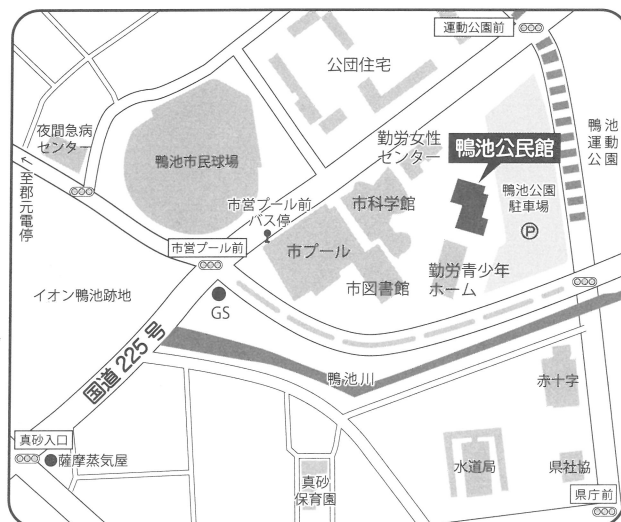 運動公園前
公団住宅
夜間急病
センター
鴨池市民球場
勤労女性
センター
鴨池公民館
鴨池
運動
公園
←至郡元電停
市営プール前
バス停
市科学館
鴨池公園
駐車場
P
市営プール前
市プール
市図書館
勤労青少年
ホーム
イオン鴨池跡地
GS
国道225号
鴨池川
赤十字
真砂入口
薩摩蒸気屋
真砂
保育園
水道局
県社協
県庁前